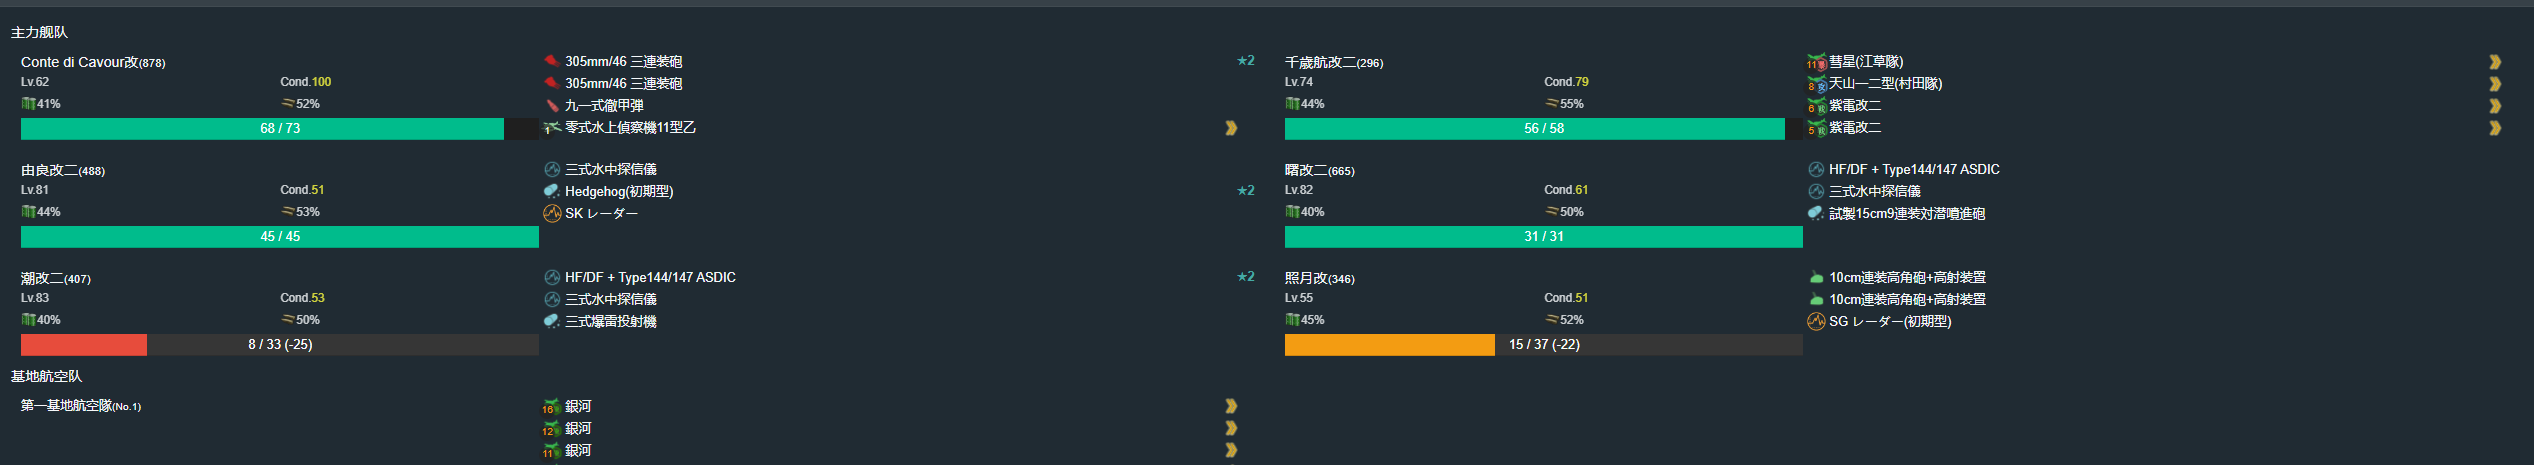 主力舰队
Conte di Cavour改(878)
Lv.62 Cond.100
41% 52%
68 / 73
305mm/46 三連装砲 ★2
305mm/46 三連装砲
九一式徹甲弾
1 零式水上偵察機11型乙
千歳航改二(296)
Lv.74 Cond.79
44% 55%
56 / 58
11 彗星(江草隊)
8 天山一二型(村田隊)
6 紫電改二
5 紫電改二
由良改二(488)
Lv.81 Cond.51
44% 53%
45 / 45
三式水中探信儀
Hedgehog(初期型) ★2
SK レーダー
曙改二(665)
Lv.82 Cond.61
40% 50%
31 / 31
HF/DF + Type144/147 ASDIC
三式水中探信儀
試製15cm9連装対潜噴進砲
潮改二(407)
Lv.83 Cond.53
40% 50%
8 / 33 (-25)
HF/DF + Type144/147 ASDIC ★2
三式水中探信儀
三式爆雷投射機
照月改(346)
Lv.55 Cond.51
45% 52%
15 / 37 (-22)
10cm連装高角砲+高射装置
10cm連装高角砲+高射装置
SG レーダー(初期型)
基地航空队
第一基地航空隊(No.1)
16 銀河
12 銀河
11 銀河